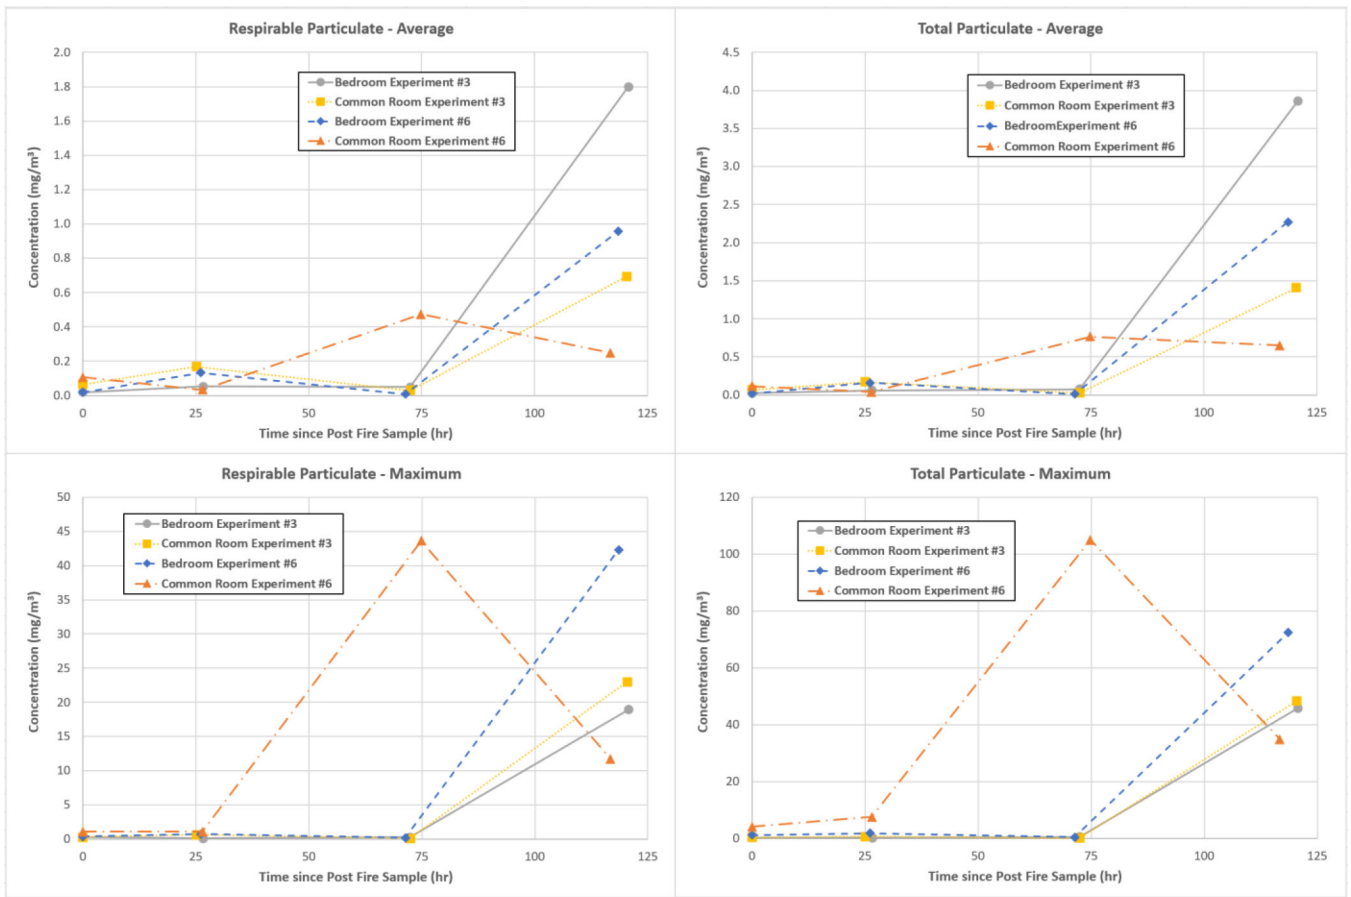 Respirable Particulate - Average
2.0
1.8
1.6
1.4
1.2
1.0
0.8
0.6
0.4
0.2
0.0
Concentration (mg/m³)
Bedroom Experiment #3
Common Room Experiment #3
Bedroom Experiment #6
Common Room Experiment #6
0 25 50 75 100 125
Time since Post Fire Sample (hr)
Total Particulate - Average
4.5
4.0
3.5
3.0
2.5
2.0
1.5
1.0
0.5
0.0
Concentration (mg/m³)
Bedroom Experiment #3
Common Room Experiment #3
BedroomExperiment #6
Common Room Experiment #6
0 25 50 75 100 125
Time since Post Fire Sample (hr)
Respirable Particulate - Maximum
50
45
40
35
30
25
20
15
10
5
0
Concentration (mg/m³)
Bedroom Experiment #3
Common Room Experiment #3
Bedroom Experiment #6
Common Room Experiment #6
0 25 50 75 100 125
Time since Post Fire Sample (hr)
Total Particulate - Maximum
120
100
80
60
40
20
0
Concentration (mg/m³)
Bedroom Experiment #3
Common Room Experiment #3
Bedroom Experiment #6
Common Room Experiment #6
0 25 50 75 100 125
Time since Post Fire Sample (hr)